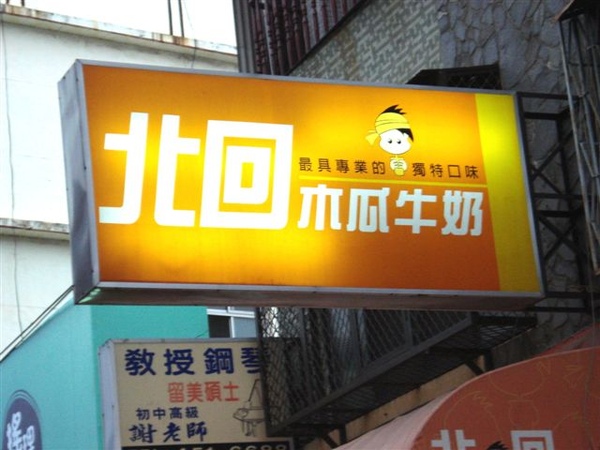 北回
最具專業的獨特口味
木瓜牛奶
教授鋼琴
留美碩士
初中高級
謝老師
北回